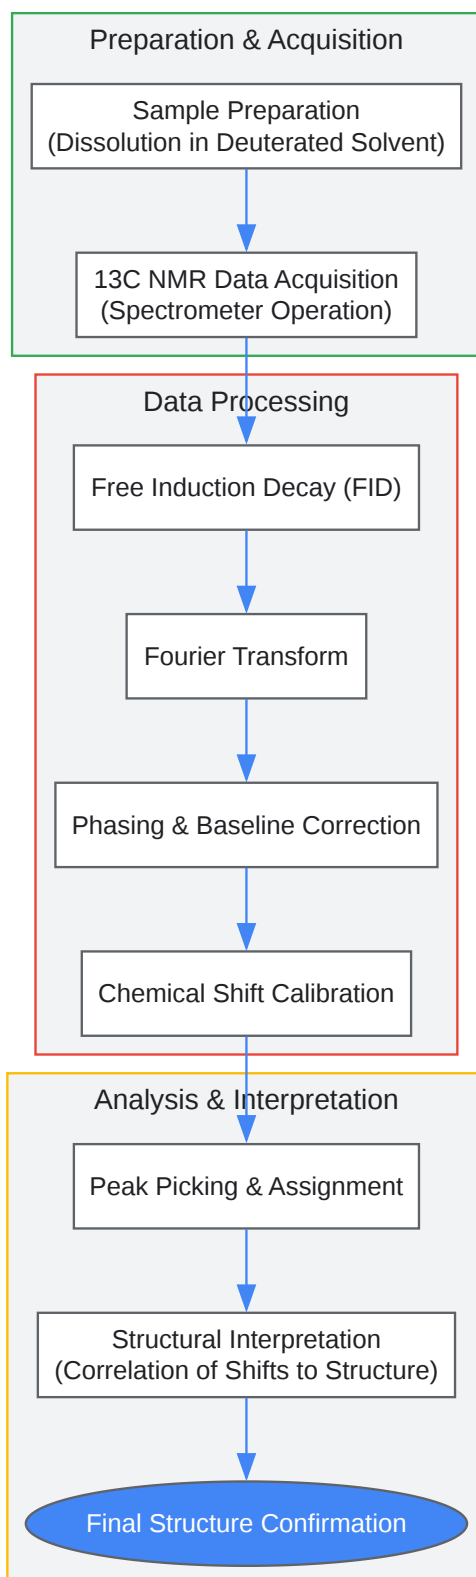 Preparation & Acquisition
Sample Preparation
(Dissolution in Deuterated Solvent)
13C NMR Data Acquisition
(Spectrometer Operation)
Data Processing
Free Induction Decay (FID)
Fourier Transform
Phasing & Baseline Correction
Chemical Shift Calibration
Analysis & Interpretation
Peak Picking & Assignment
Structural Interpretation
(Correlation of Shifts to Structure)
Final Structure Confirmation